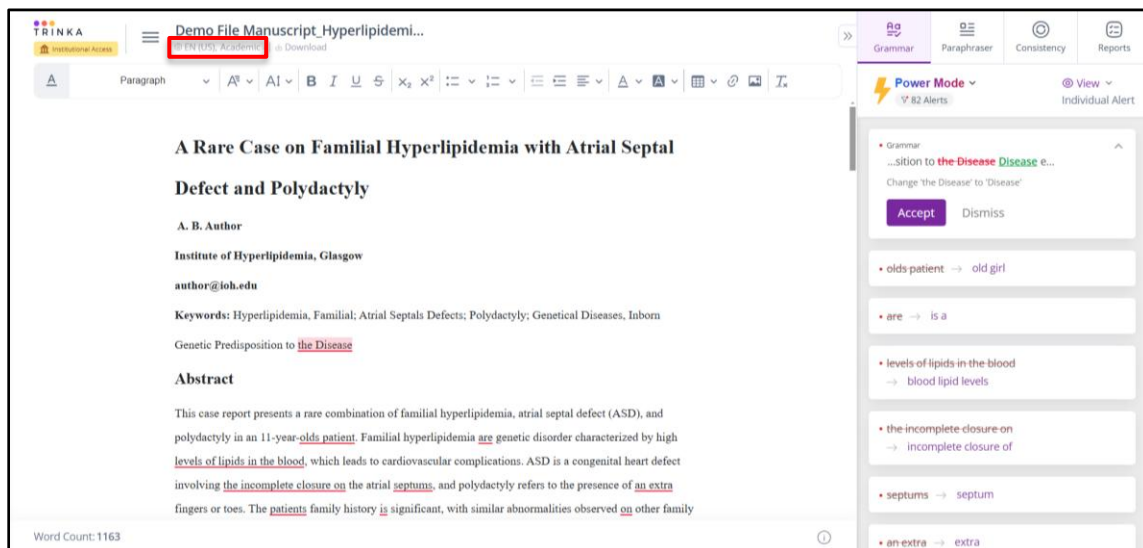 TRINKA
Institutional Access
Demo File Manuscript_Hyperlipidemi...
EN (US), Academic Download
Paragraph
A Rare Case on Familial Hyperlipidemia with Atrial Septal
Defect and Polydactyly
A. B. Author
Institute of Hyperlipidemia, Glasgow
author@ioh.edu
Keywords: Hyperlipidemia, Familial; Atrial Septals Defects; Polydactyly; Genetical Diseases, Inborn
Genetic Predisposition to the Disease
Abstract
This case report presents a rare combination of familial hyperlipidemia, atrial septal defect (ASD), and
polydactyly in an 11-year-olds patient. Familial hyperlipidemia are genetic disorder characterized by high
levels of lipids in the blood, which leads to cardiovascular complications. ASD is a congenital heart defect
involving the incomplete closure on the atrial septums, and polydactyly refers to the presence of an extra
fingers or toes. The patients family history is significant, with similar abnormalities observed on other family
Word Count: 1163
Grammar
Paraphraser
Consistency
Reports
Power Mode
82 Alerts
View
Individual Alert
Grammar
...sition to the Disease Disease e...
Change 'the Disease' to 'Disease'
Accept Dismiss
olds patient → old girl
are → is a
levels of lipids in the blood
→ blood lipid levels
the incomplete closure on
→ incomplete closure of
septums → septum
an extra → extra